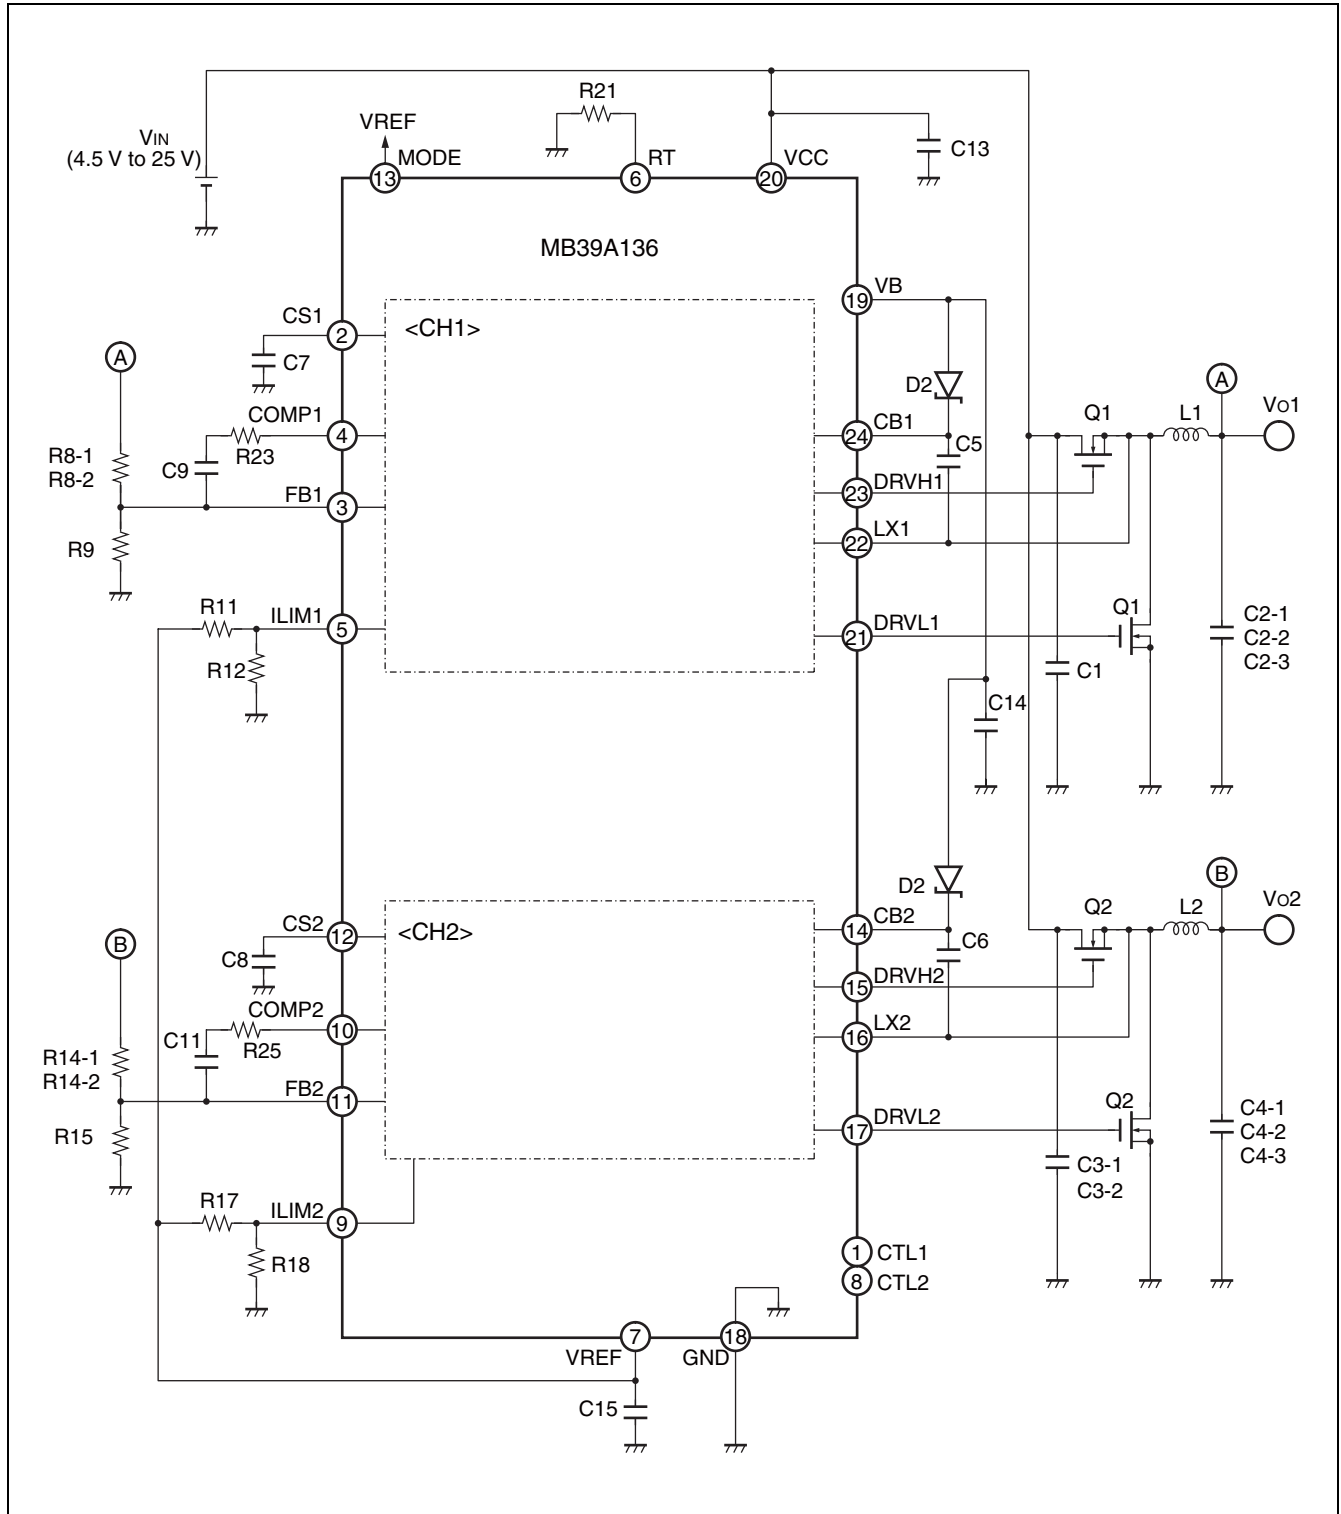 R21
VREF
VIN
(4.5 V to 25 V)
MODE
RT
VCC
C13
13
6
20
MB39A136
19
VB
<CH1>
CS1
2
C7
A
D2
A
COMP1
4
R23
C9
R8-1
R8-2
FB1
3
R9
24
CB1
C5
23
DRVH1
22
LX1
Q1
L1
VO1
R11
ILIM1
5
R12
21
DRVL1
Q1
C1
C2-1
C2-2
C2-3
C14
D2
B
B
CS2
12
<CH2>
C8
14
CB2
C6
Q2
L2
VO2
COMP2
10
R25
C11
15
DRVH2
16
LX2
R14-1
R14-2
FB2
11
R15
17
DRVL2
Q2
C3-1
C3-2
C4-1
C4-2
C4-3
R17
ILIM2
9
R18
1
CTL1
8
CTL2
7
18
VREF
GND
C15